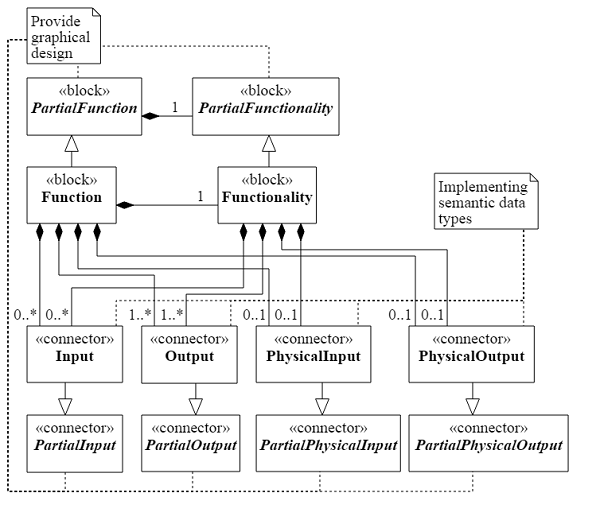 Provide
graphical
design
«block»
PartialFunction
1
«block»
PartialFunctionality
«block»
Function
1
«block»
Functionality
Implementing
semantic data
types
0..* 0..* 1..* 1..* 0..1 0..1 0..1 0..1
«connector»
Input
«connector»
Output
«connector»
PhysicalInput
«connector»
PhysicalOutput
«connector»
PartialInput
«connector»
PartialOutput
«connector»
PartialPhysicalInput
«connector»
PartialPhysicalOutput